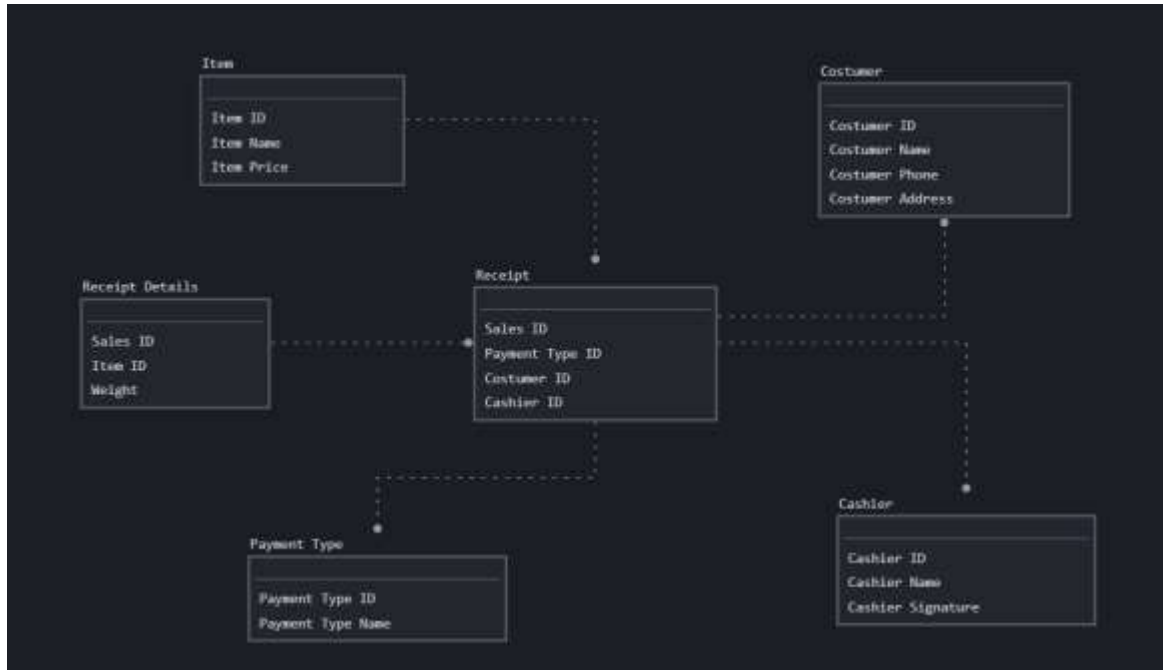 Item
Item ID
Item Name
Item Price
Costumer
Costumer ID
Costumer Name
Costumer Phone
Costumer Address
Receipt Details
Sales ID
Item ID
Weight
Receipt
Sales ID
Payment Type ID
Costumer ID
Cashier ID
Payment Type
Payment Type ID
Payment Type Name
Cashier
Cashier ID
Cashier Name
Cashier Signature